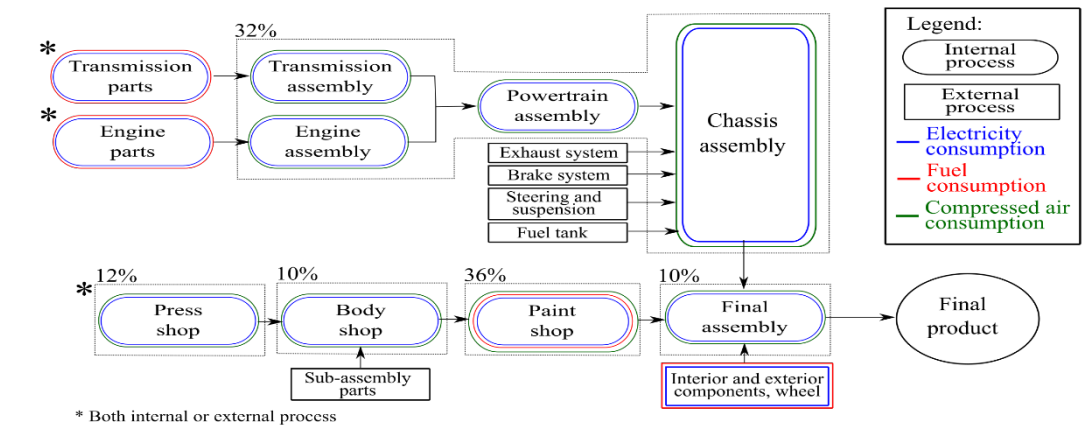 32%
*
Transmission
parts
Transmission
assembly
*
Engine
parts
Engine
assembly
Powertrain
assembly
Chassis
assembly
Exhaust system
Brake system
Steering and
suspension
Fuel tank
Legend:
Internal
process
External
process
Electricity
consumption
Fuel
consumption
Compressed air
consumption
*
12%
Press
shop
10%
Body
shop
36%
Paint
shop
10%
Final
assembly
Final
product
Sub-assembly
parts
Interior and exterior
components, wheel
* Both internal or external process